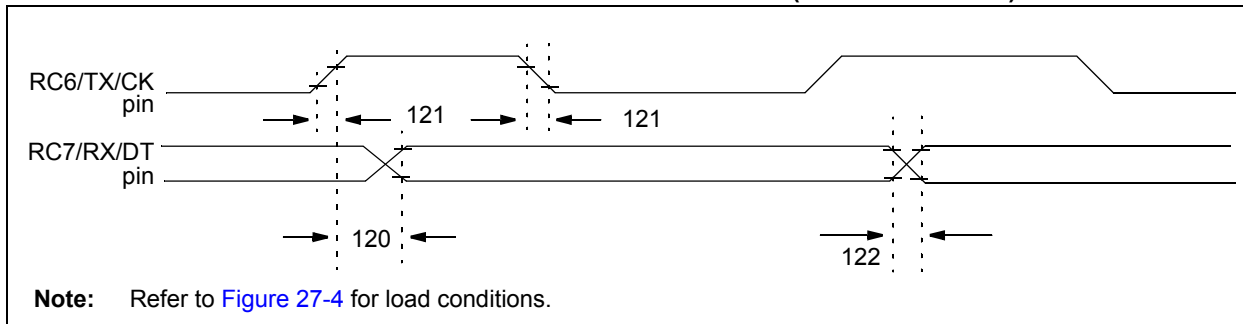 RC6/TX/CK
pin
121
121
RC7/RX/DT
pin
120
122
Note: Refer to Figure 27-4 for load conditions.